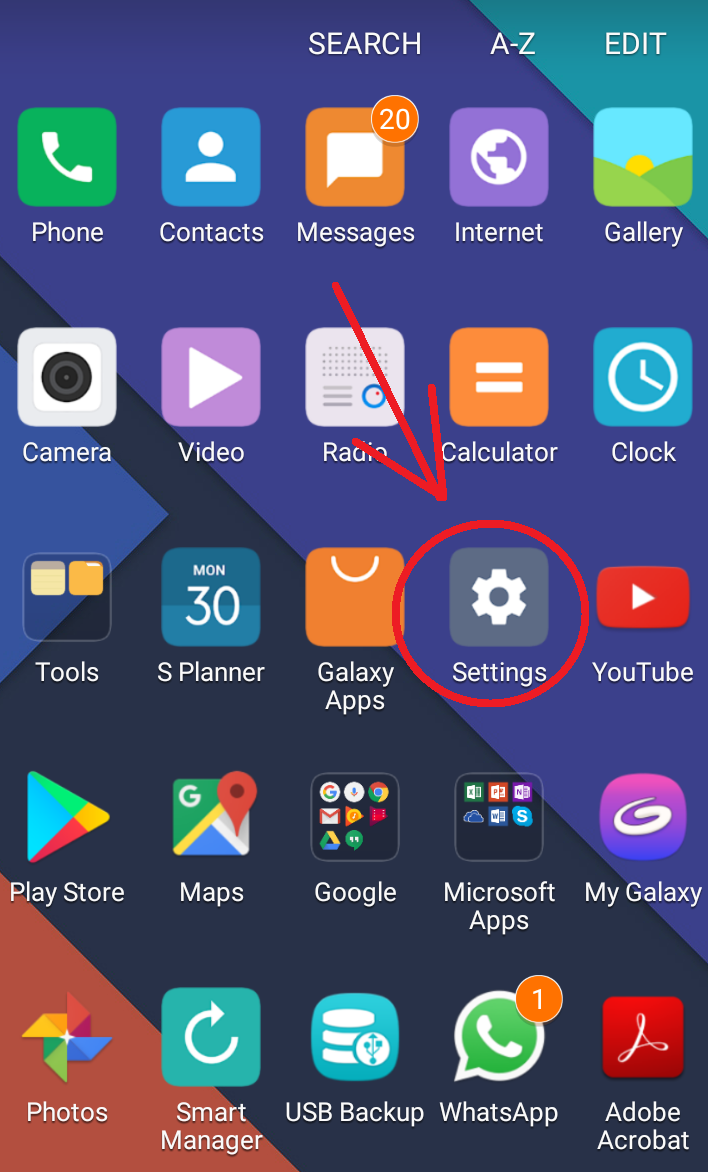 SEARCH A-Z EDIT
20
Phone Contacts Messages Internet Gallery
Camera Video Radio Calculator Clock
MON
30
Tools S Planner Galaxy Apps Settings YouTube
G
Play Store Maps Google Microsoft Apps My Galaxy
1
Photos Smart Manager USB Backup WhatsApp Adobe Acrobat